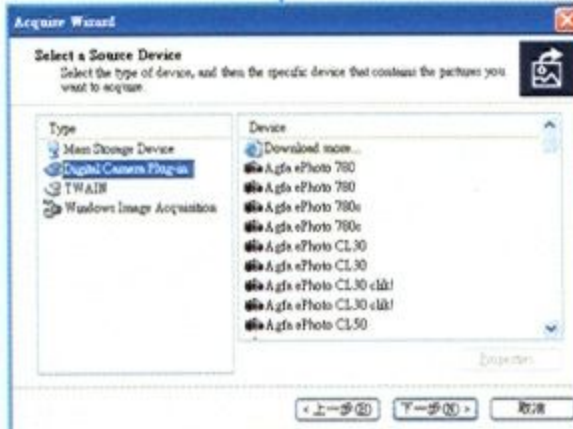 Acquire Wizard
Select a Source Device
Select the type of device, and then the specific device that contains the pictures you
want to acquire.
Type
Mass Storage Device
Digital Camera Plug-in
TWAIN
Windows Image Acquisition
Device
Download more...
Agfa ePhoto 780
Agfa ePhoto 780
Agfa ePhoto 780c
Agfa ePhoto 780c
Agfa ePhoto CL30
Agfa ePhoto CL30
Agfa ePhoto CL30 clik!
Agfa ePhoto CL30 clik!
Agfa ePhoto CL50
Properties
<上一步(B) 下一步(N)> 取消